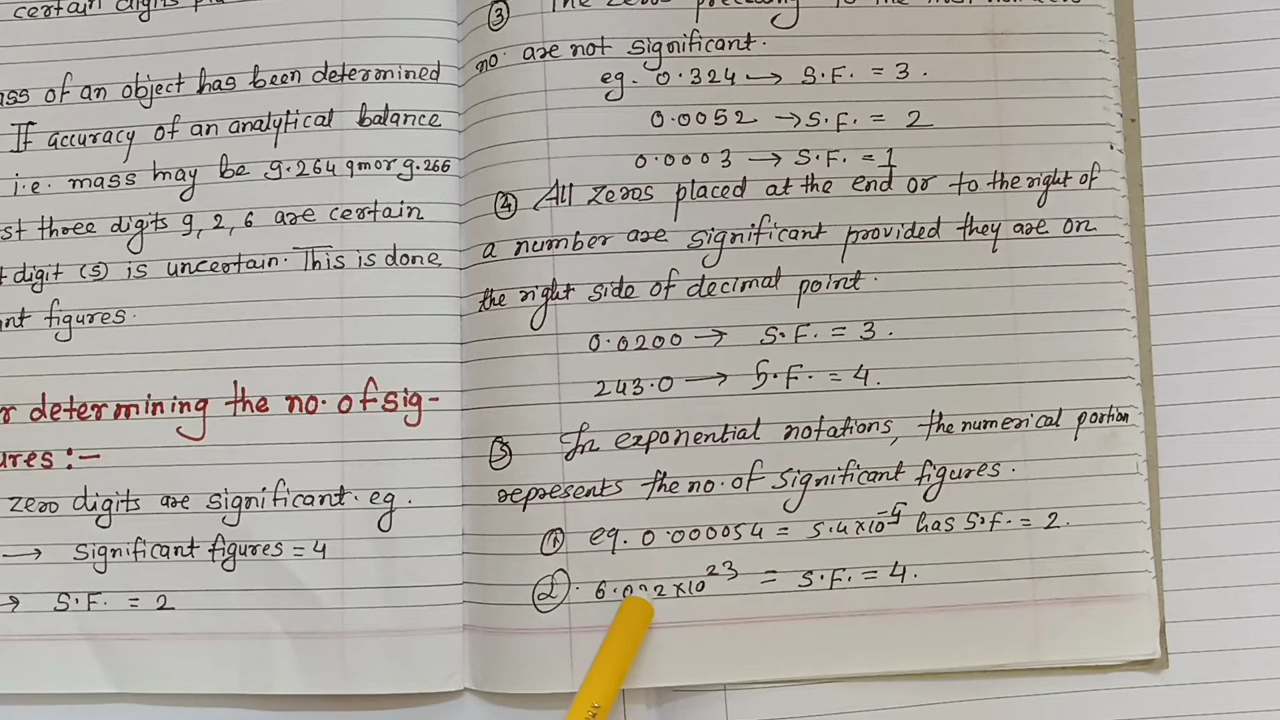 certain digits
ass of an object has been determined
If accuracy of an analytical balance
i.e. mass may be 9.264 gm or 9.266
st three digits 9, 2, 6 are certain
digit (5) is uncertain. This is done
nt figures.
r determining the no. of sig-
ures :-
zero digits are significant. eg.
→ Significant figures = 4
→ S.F. = 2
③ The zeros
no. are not significant.
eg. 0.324 → S.F. = 3.
0.0052 → S.F. = 2
0.0003 → S.F. = 1
④ All zeros placed at the end or to the right of
a number are significant provided they are on
the right side of decimal point.
0.0200 → S.F. = 3.
243.0 → S.F. = 4.
⑤ In exponential notations, the numerical portion
represents the no. of significant figures.
① eg. 0.000054 = 5.4×10⁻⁵ has S.F. = 2.
② 6.022×10²³ = S.F. = 4.